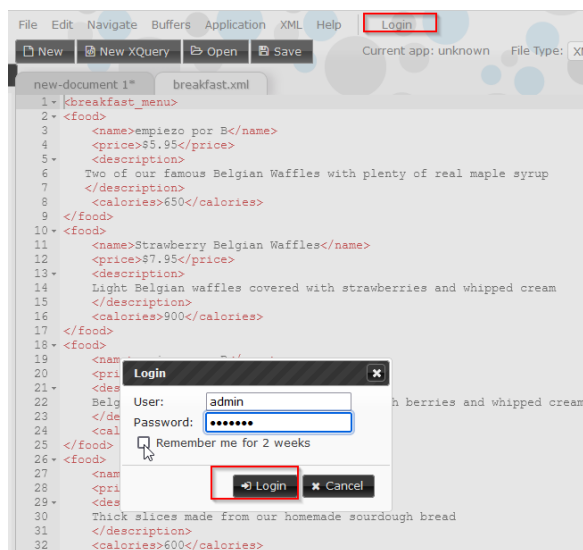 File Edit Navigate Buffers Application XML Help Login
New New XQuery Open Save Current app: unknown File Type: XM
new-document 1* breakfast.xml
1 <breakfast_menu>
2 <food>
3 <name>empiezo por B</name>
4 <price>$5.95</price>
5 <description>
6 Two of our famous Belgian Waffles with plenty of real maple syrup
7 </description>
8 <calories>650</calories>
9 </food>
10 <food>
11 <name>Strawberry Belgian Waffles</name>
12 <price>$7.95</price>
13 <description>
14 Light Belgian waffles covered with strawberries and whipped cream
15 </description>
16 <calories>900</calories>
17 </food>
18 <food>
19 <nam
20 <pri
21 <des
22 Belg h berries and whipped cream
23 </de
24 <cal
25 </food>
26 <food>
27 <nam
28 <pri
29 <des
30 Thick slices made from our homemade sourdough bread
31 </description>
32 <calories>600</calories>
Login
User: admin
Password: •••••••
Remember me for 2 weeks
Login Cancel